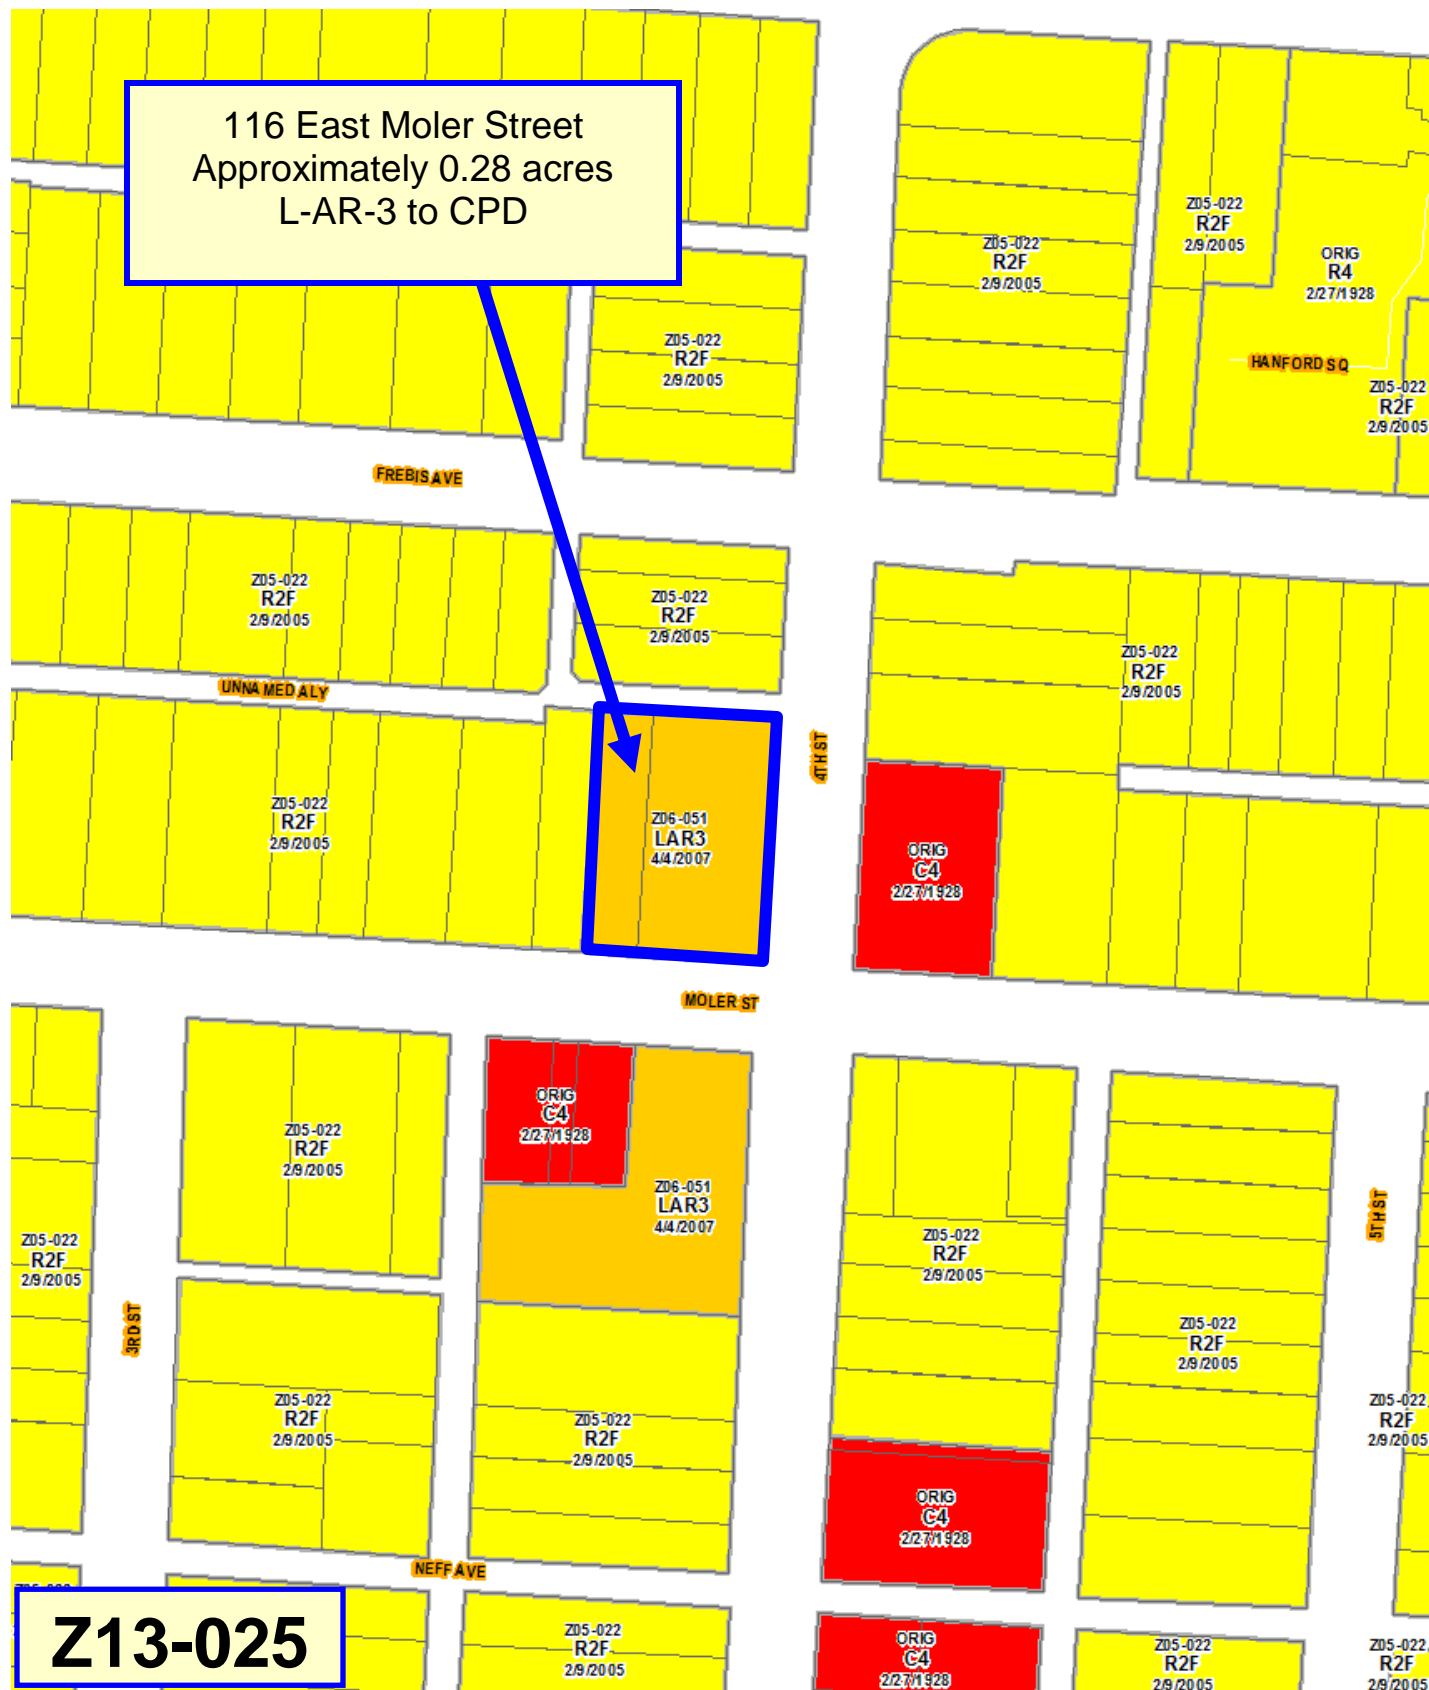 116 East Moler Street
Approximately 0.28 acres
L-AR-3 to CPD
Z05-022
R2F
2/9/2005
Z05-022
R2F
2/9/2005
ORIG
R4
2/27/1928
HANFORD SQ
Z05-022
R2F
2/9/2005
Z05-022
R2F
2/9/2005
FREBIS AVE
Z05-022
R2F
2/9/2005
Z05-022
R2F
2/9/2005
Z05-022
R2F
2/9/2005
UNNAMED ALY
4TH ST
Z05-022
R2F
2/9/2005
Z06-051
LAR3
4/4/2007
ORIG
C4
2/27/1928
MOLER ST
ORIG
C4
2/27/1928
Z05-022
R2F
2/9/2005
Z06-051
LAR3
4/4/2007
5TH ST
Z05-022
R2F
2/9/2005
Z05-022
R2F
2/9/2005
3RD ST
Z05-022
R2F
2/9/2005
Z05-022
R2F
2/9/2005
Z05-022
R2F
2/9/2005
Z05-022
R2F
2/9/2005
ORIG
C4
2/27/1928
NEFF AVE
Z13-025
Z05-022
R2F
2/9/2005
ORIG
C4
2/27/1928
Z05-022
R2F
2/9/2005
Z05-022
R2F
2/9/2005